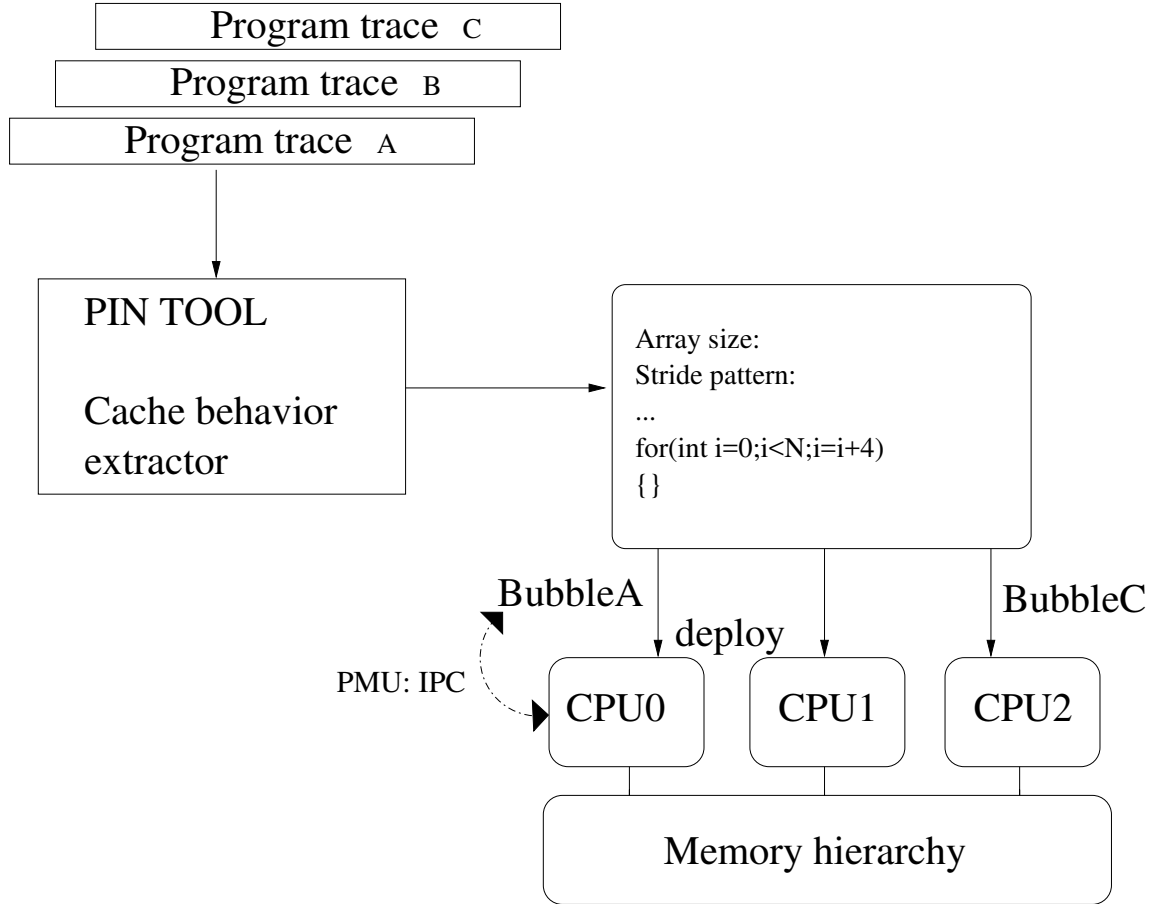 Program trace C
Program trace B
Program trace A
PIN TOOL
Cache behavior
extractor
Array size:
Stride pattern:
...
for(int i=0;i<N;i=i+4)
{}
BubbleA
BubbleC
deploy
PMU: IPC
CPU0
CPU1
CPU2
Memory hierarchy